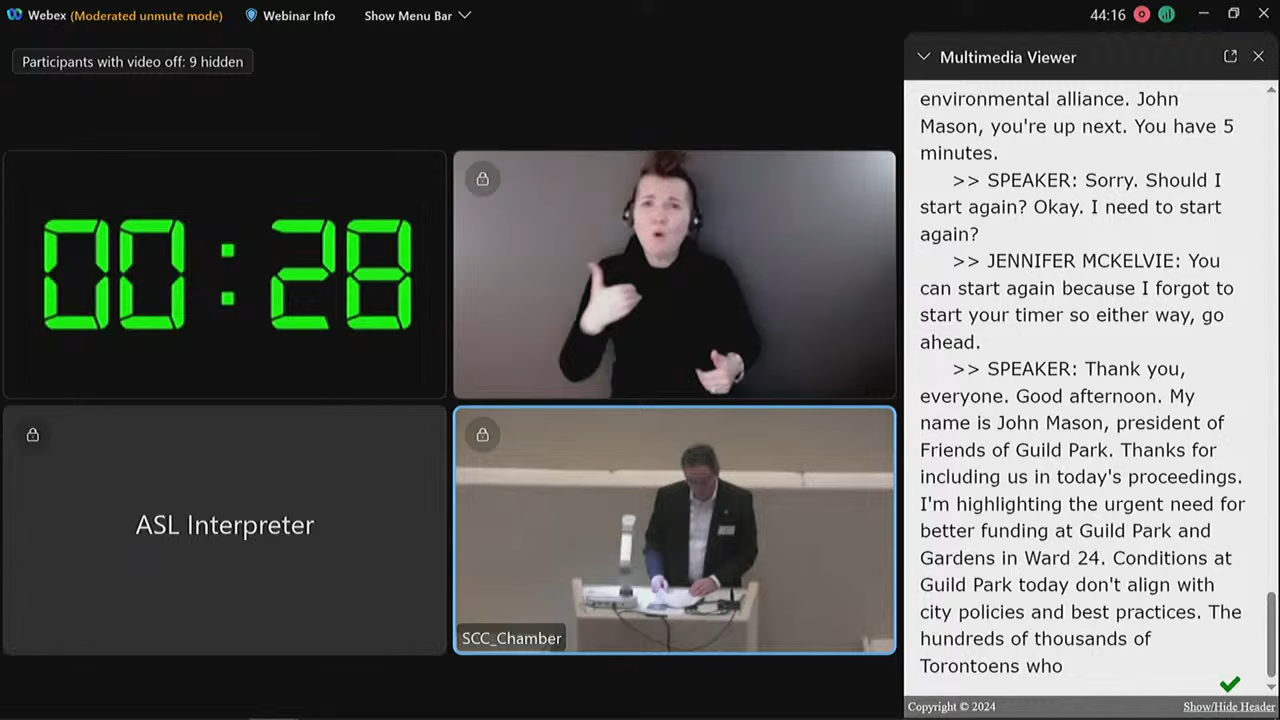 Webex (Moderated unmute mode) Webinar Info Show Menu Bar 44:16
Participants with video off: 9 hidden
00:28
ASL Interpreter
SCC_Chamber
Multimedia Viewer
environmental alliance. John
Mason, you're up next. You have 5
minutes.
>> SPEAKER: Sorry. Should I
start again? Okay. I need to start
again?
>> JENNIFER MCKELVIE: You
can start again because I forgot to
start your timer so either way, go
ahead.
>> SPEAKER: Thank you,
everyone. Good afternoon. My
name is John Mason, president of
Friends of Guild Park. Thanks for
including us in today's proceedings.
I'm highlighting the urgent need for
better funding at Guild Park and
Gardens in Ward 24. Conditions at
Guild Park today don't align with
city policies and best practices. The
hundreds of thousands of
Torontoens who
Copyright © 2024 Show/Hide Header